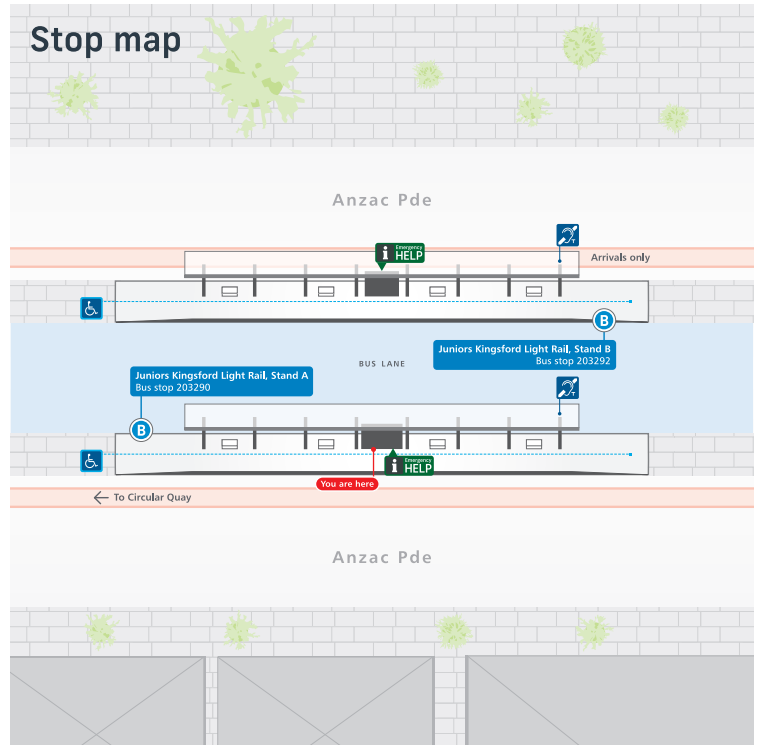 Stop map
Anzac Pde
T
Emergency
i HELP
Arrivals only
B
Juniors Kingsford Light Rail, Stand B
Bus stop 203292
BUS LANE
Juniors Kingsford Light Rail, Stand A
Bus stop 203290
T
B
Emergency
i HELP
You are here
← To Circular Quay
Anzac Pde